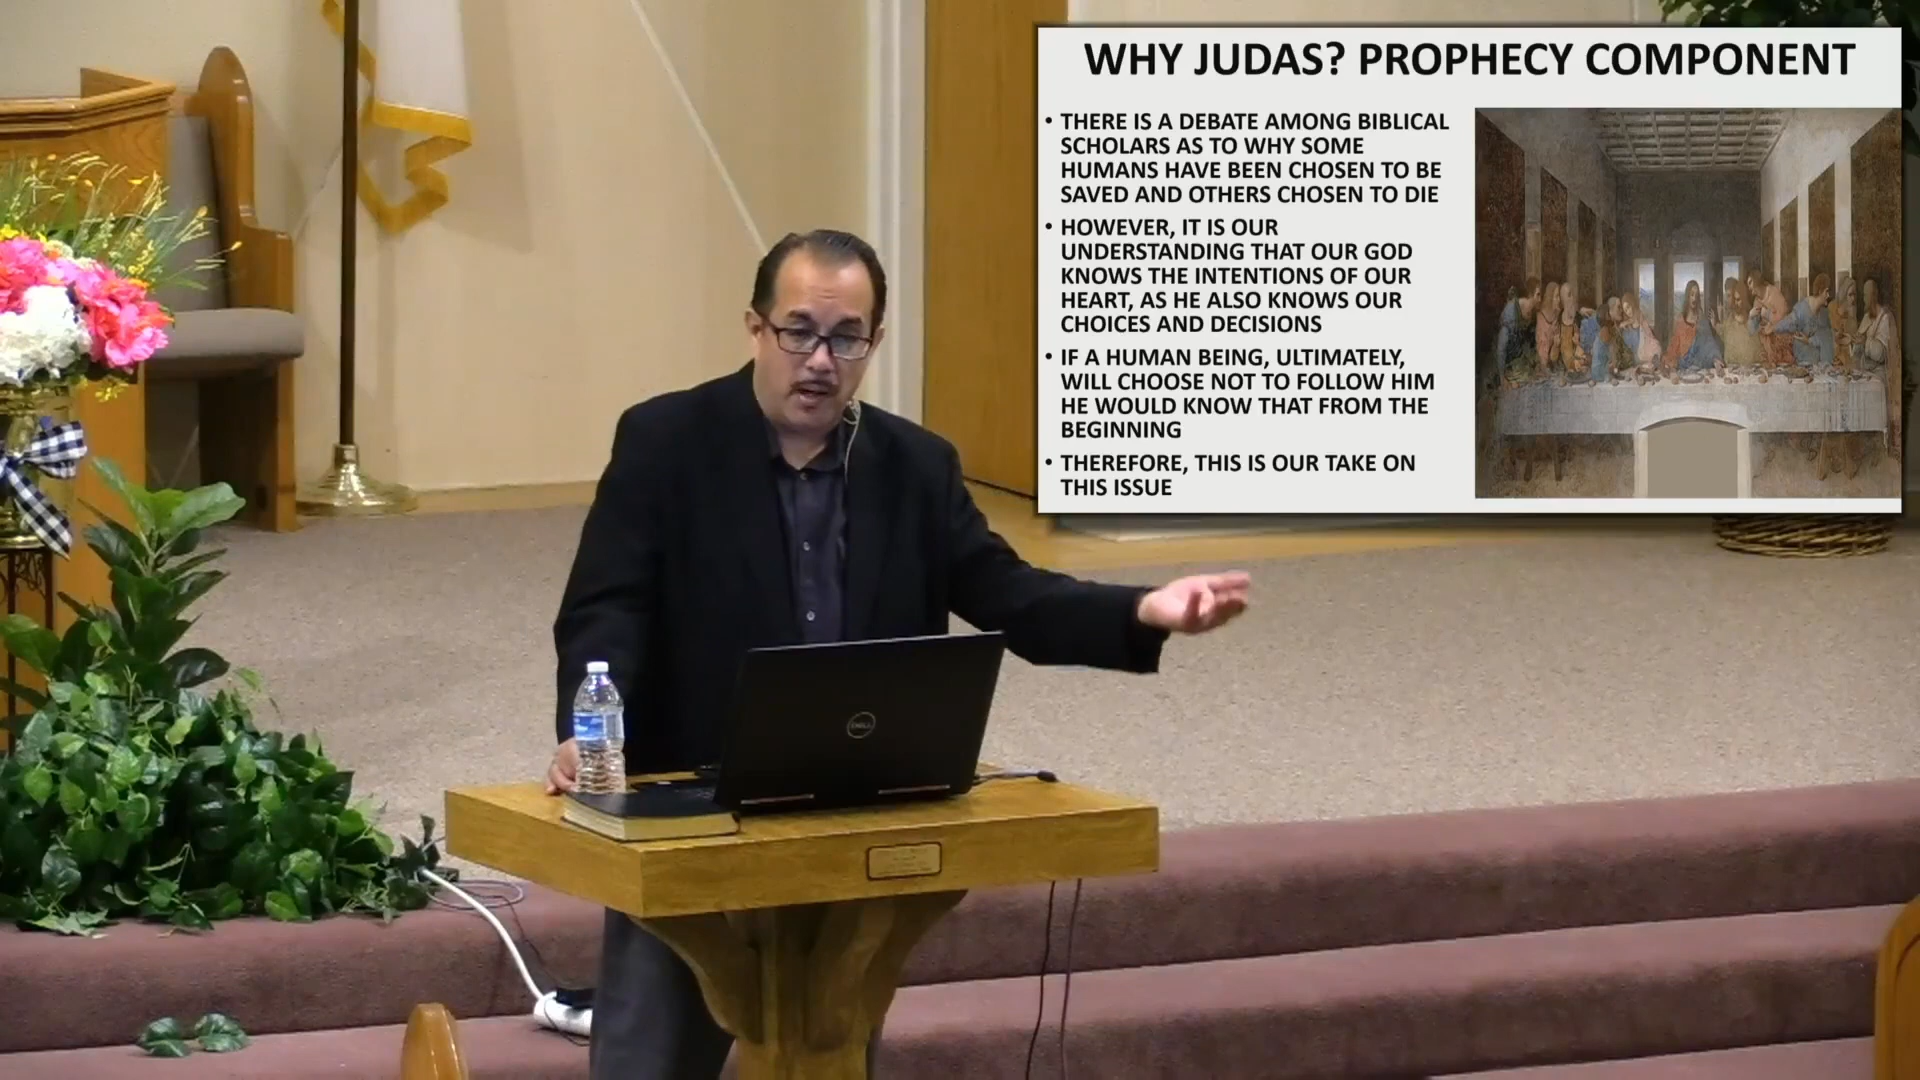 WHY JUDAS? PROPHECY COMPONENT
• THERE IS A DEBATE AMONG BIBLICAL
SCHOLARS AS TO WHY SOME
HUMANS HAVE BEEN CHOSEN TO BE
SAVED AND OTHERS CHOSEN TO DIE
• HOWEVER, IT IS OUR
UNDERSTANDING THAT OUR GOD
KNOWS THE INTENTIONS OF OUR
HEART, AS HE ALSO KNOWS OUR
CHOICES AND DECISIONS
• IF A HUMAN BEING, ULTIMATELY,
WILL CHOOSE NOT TO FOLLOW HIM
HE WOULD KNOW THAT FROM THE
BEGINNING
• THEREFORE, THIS IS OUR TAKE ON
THIS ISSUE
DELL